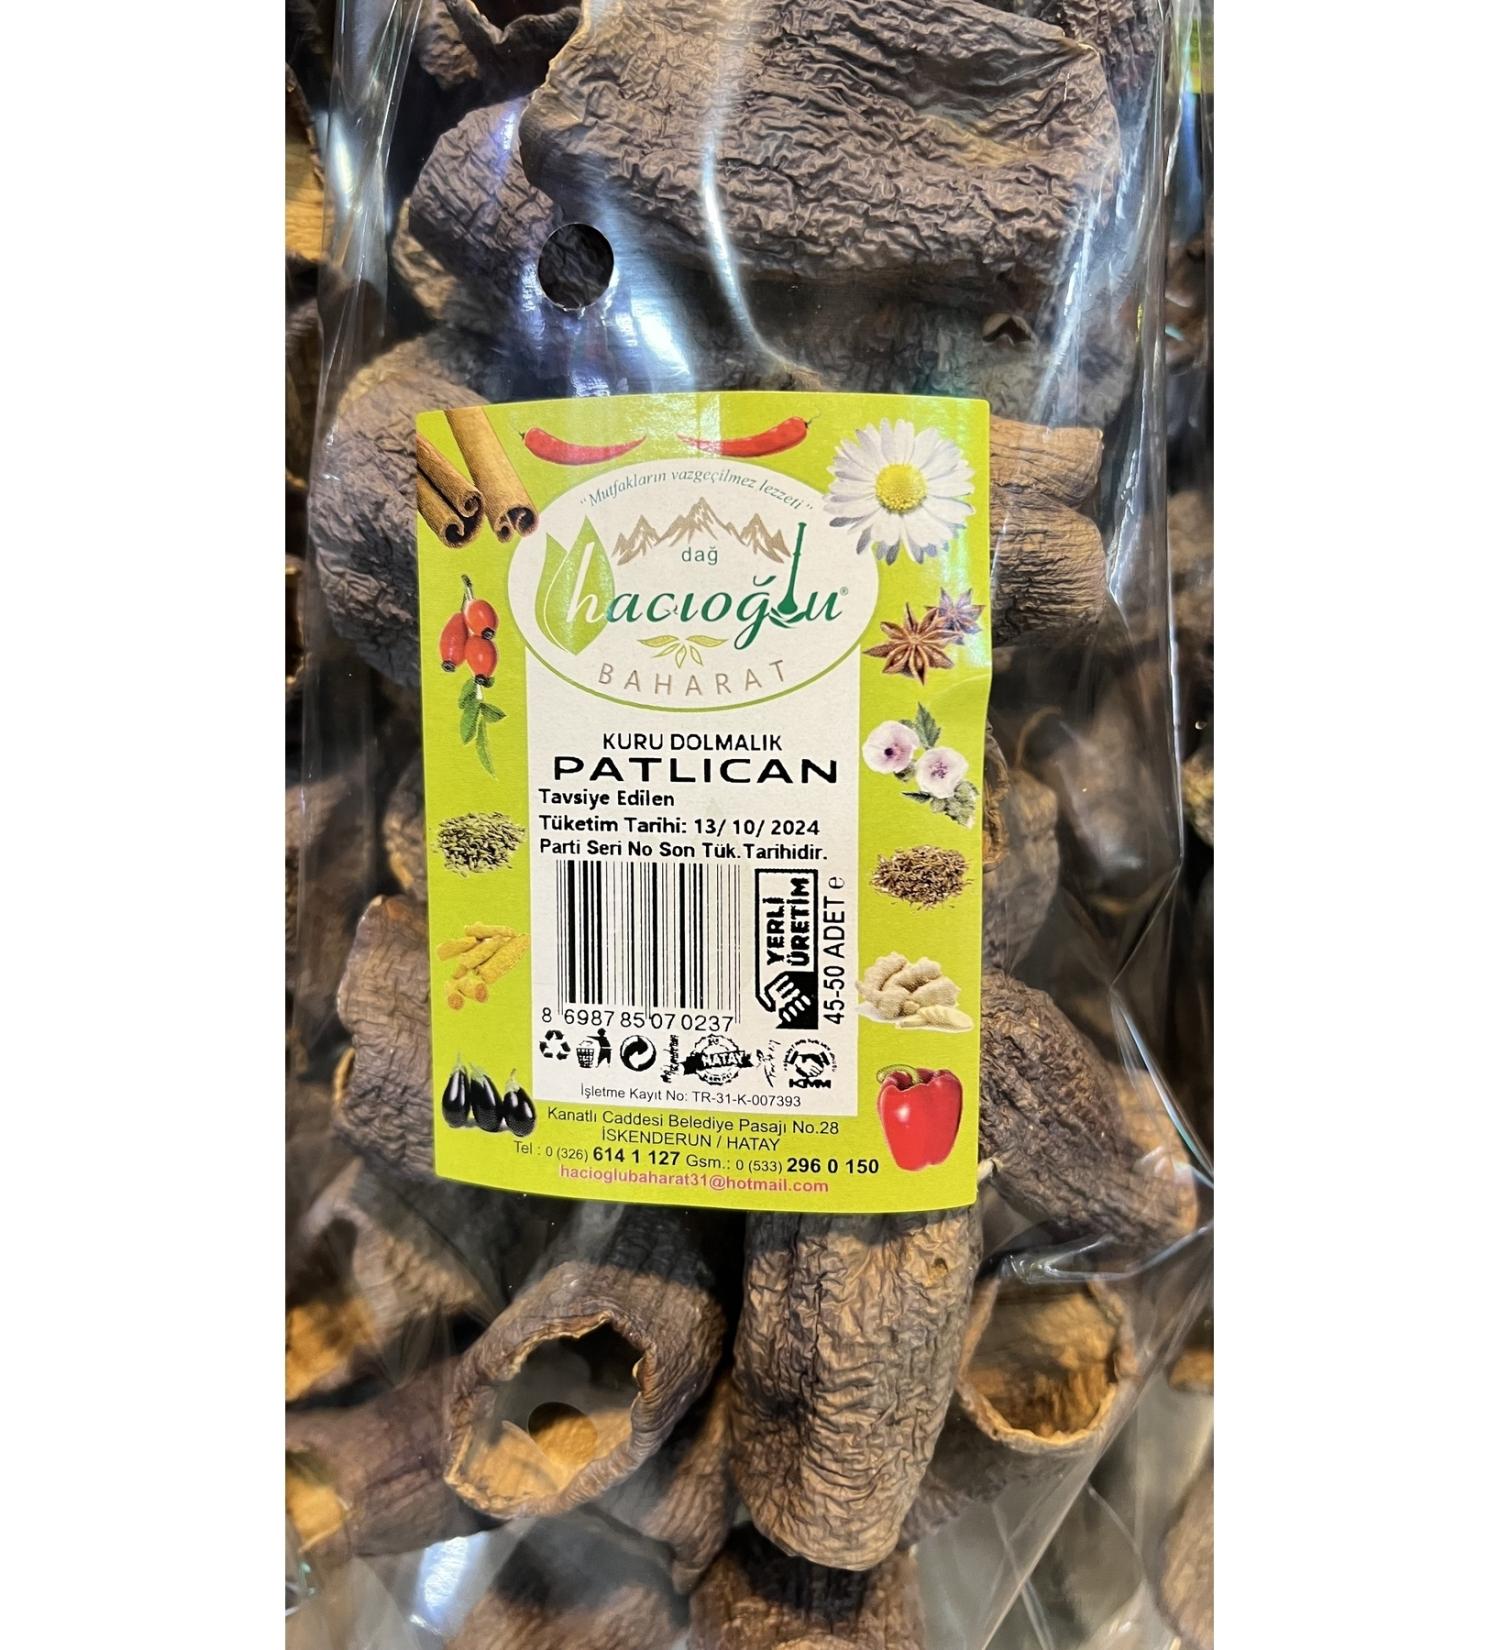 "Mutfakların vazgeçilmez lezzeti"
dağ
hacıoğlu®
BAHARAT
KURU DOLMALIK
PATLICAN
Tavsiye Edilen
Tüketim Tarihi: 13/ 10/ 2024
Parti Seri No Son Tük. Tarihidir.
YERLİ
ÜRETİM
45-50 ADET e
8 698785 070237
HATAY
KMM
İşletme Kayıt No: TR-31-K-007393
Kanatlı Caddesi Belediye Pasajı No.28
İSKENDERUN / HATAY
Tel : 0 (326) 614 1 127 Gsm.: 0 (533) 296 0 150
hacioglubaharat31@hotmail.com